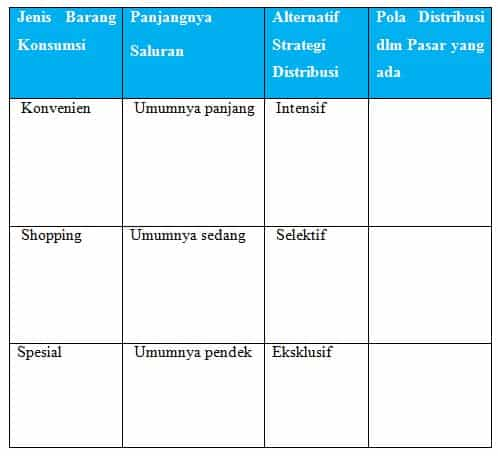 Jenis Barang Konsumsi | Panjangnya Saluran | Alternatif Strategi Distribusi | Pola Distribusi dlm Pasar yang ada
Konvenien | Umumnya panjang | Intensif |
Shopping | Umumnya sedang | Selektif |
Spesial | Umumnya pendek | Eksklusif |